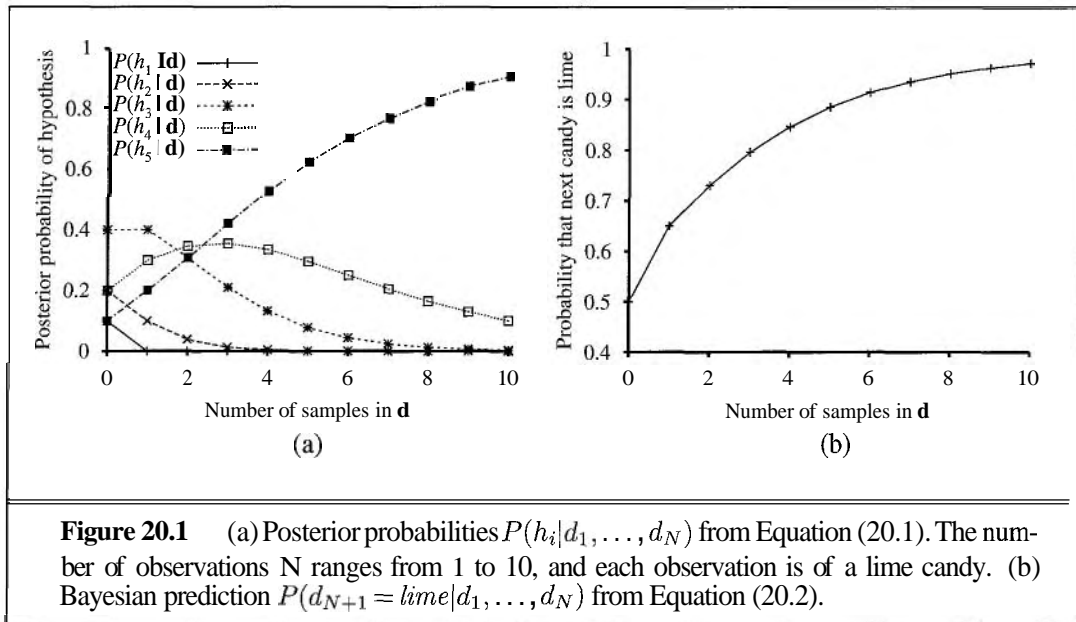 Posterior probability of hypothesis
1
0.8
0.6
0.4
0.2
0
P(h₁ Id)
P(h₂ | d)
P(h₃ | d)
P(h₄ | d)
P(h₅ | d)
0 2 4 6 8 10
Number of samples in d
(a)
Probability that next candy is lime
1
0.9
0.8
0.7
0.6
0.5
0.4
0 2 4 6 8 10
Number of samples in d
(b)
Figure 20.1 (a) Posterior probabilities P(hᵢ|d₁, . . . , d_N) from Equation (20.1). The num-
ber of observations N ranges from 1 to 10, and each observation is of a lime candy. (b)
Bayesian prediction P(d_{N+1} = lime|d₁, . . . , d_N) from Equation (20.2).